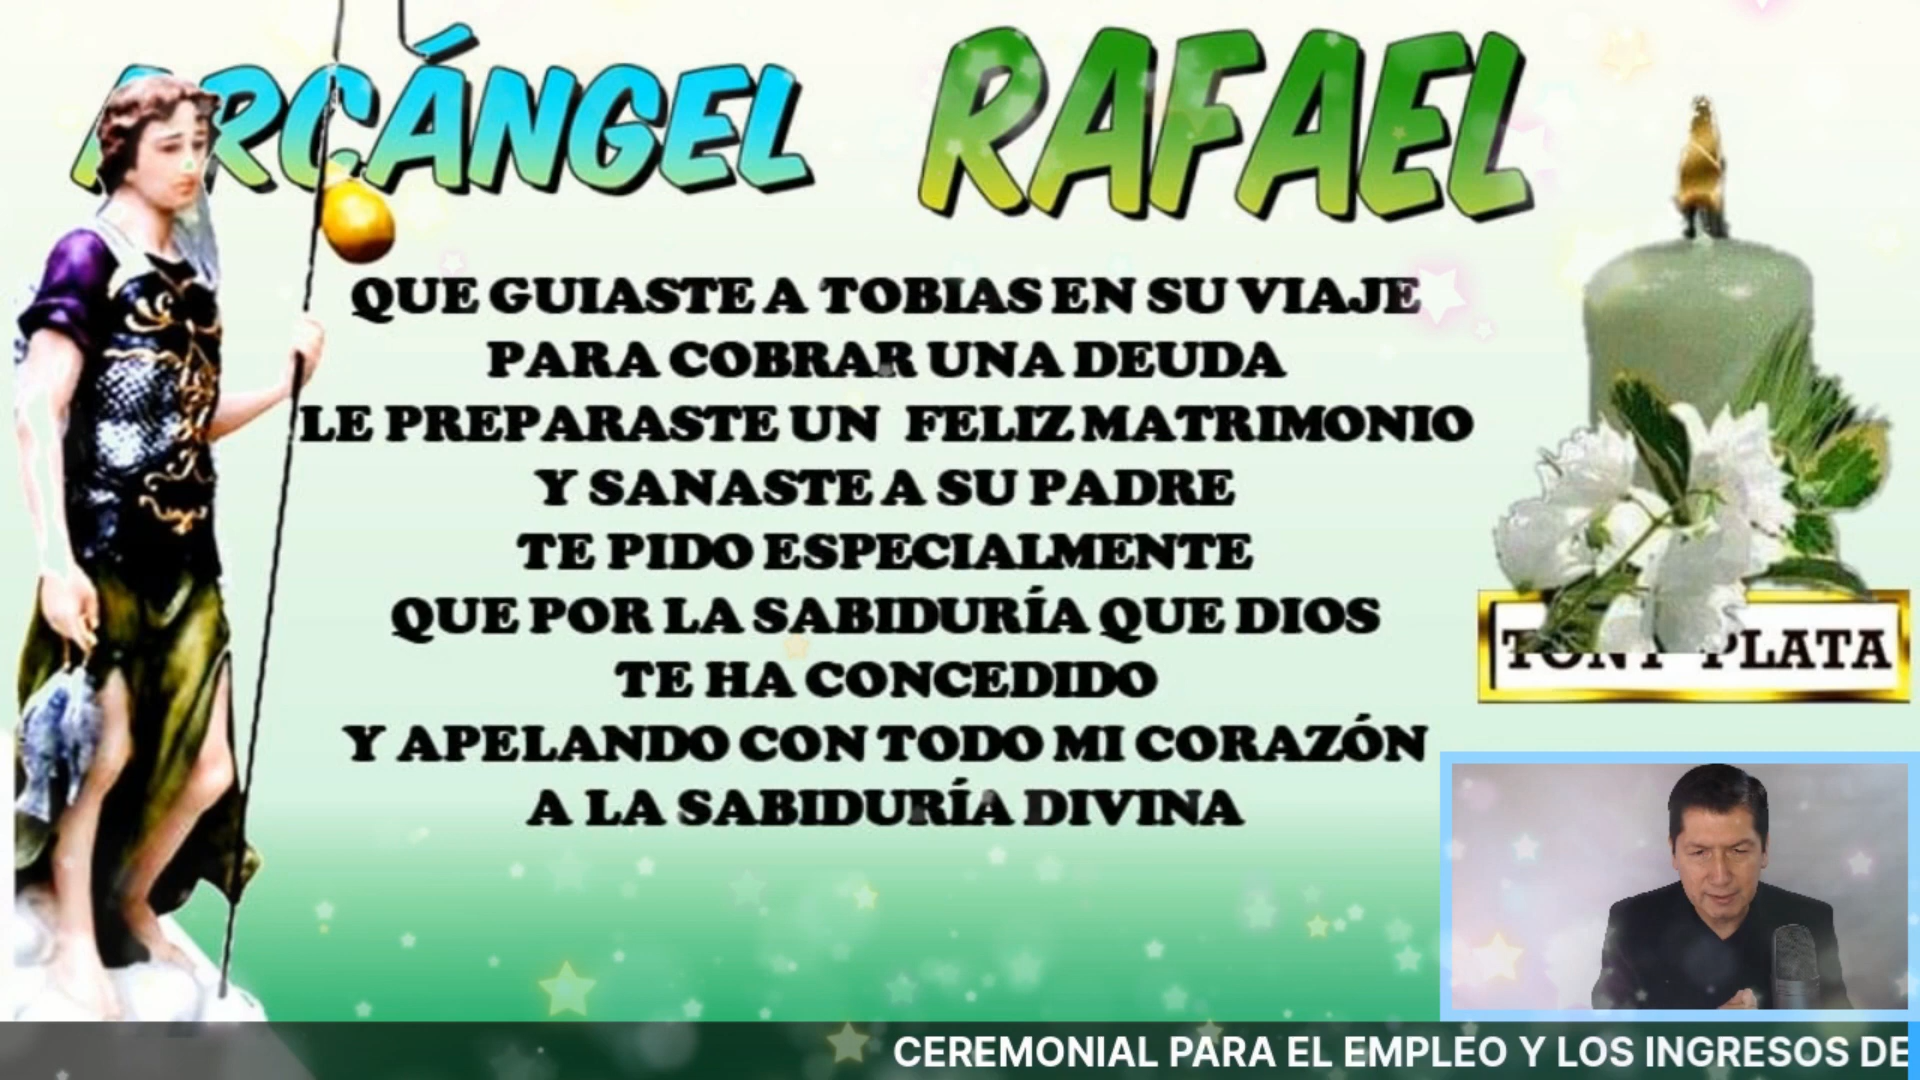 ARCÁNGEL RAFAEL
QUE GUIASTE A TOBIAS EN SU VIAJE
PARA COBRAR UNA DEUDA
LE PREPARASTE UN FELIZ MATRIMONIO
Y SANASTE A SU PADRE
TE PIDO ESPECIALMENTE
QUE POR LA SABIDURÍA QUE DIOS
TE HA CONCEDIDO
Y APELANDO CON TODO MI CORAZÓN
A LA SABIDURÍA DIVINA
TONY PLATA
CEREMONIAL PARA EL EMPLEO Y LOS INGRESOS DE